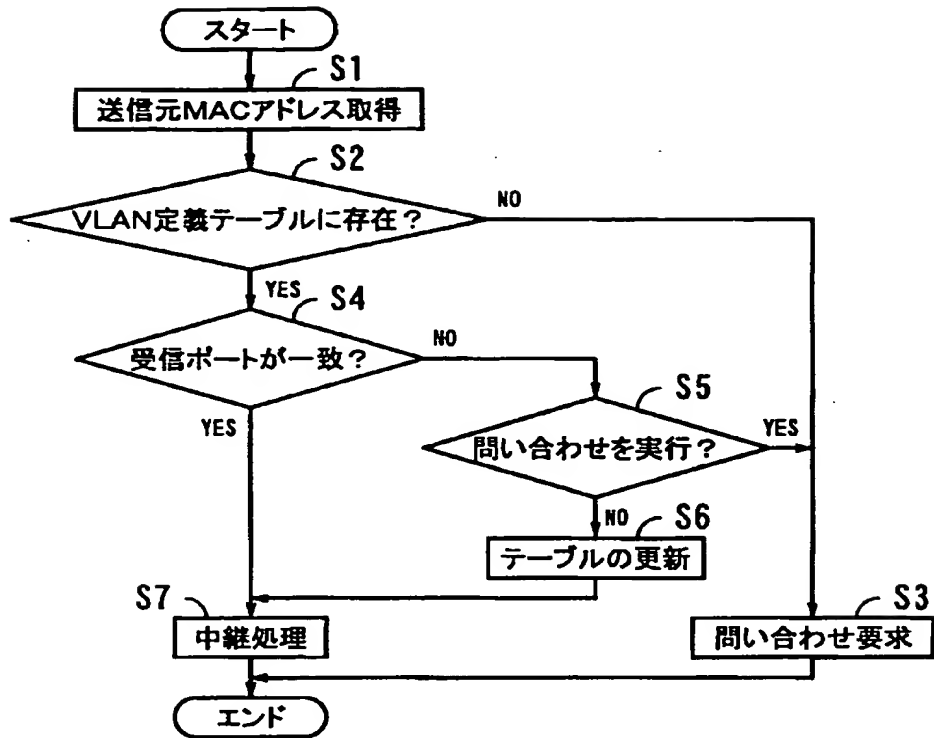 スタート
S1
送信元MACアドレス取得
S2
VLAN定義テーブルに存在?
NO
YES
S4
受信ポートが一致?
NO
YES
S5
問い合わせを実行?
YES
NO
S6
テーブルの更新
S7
中継処理
S3
問い合わせ要求
エンド